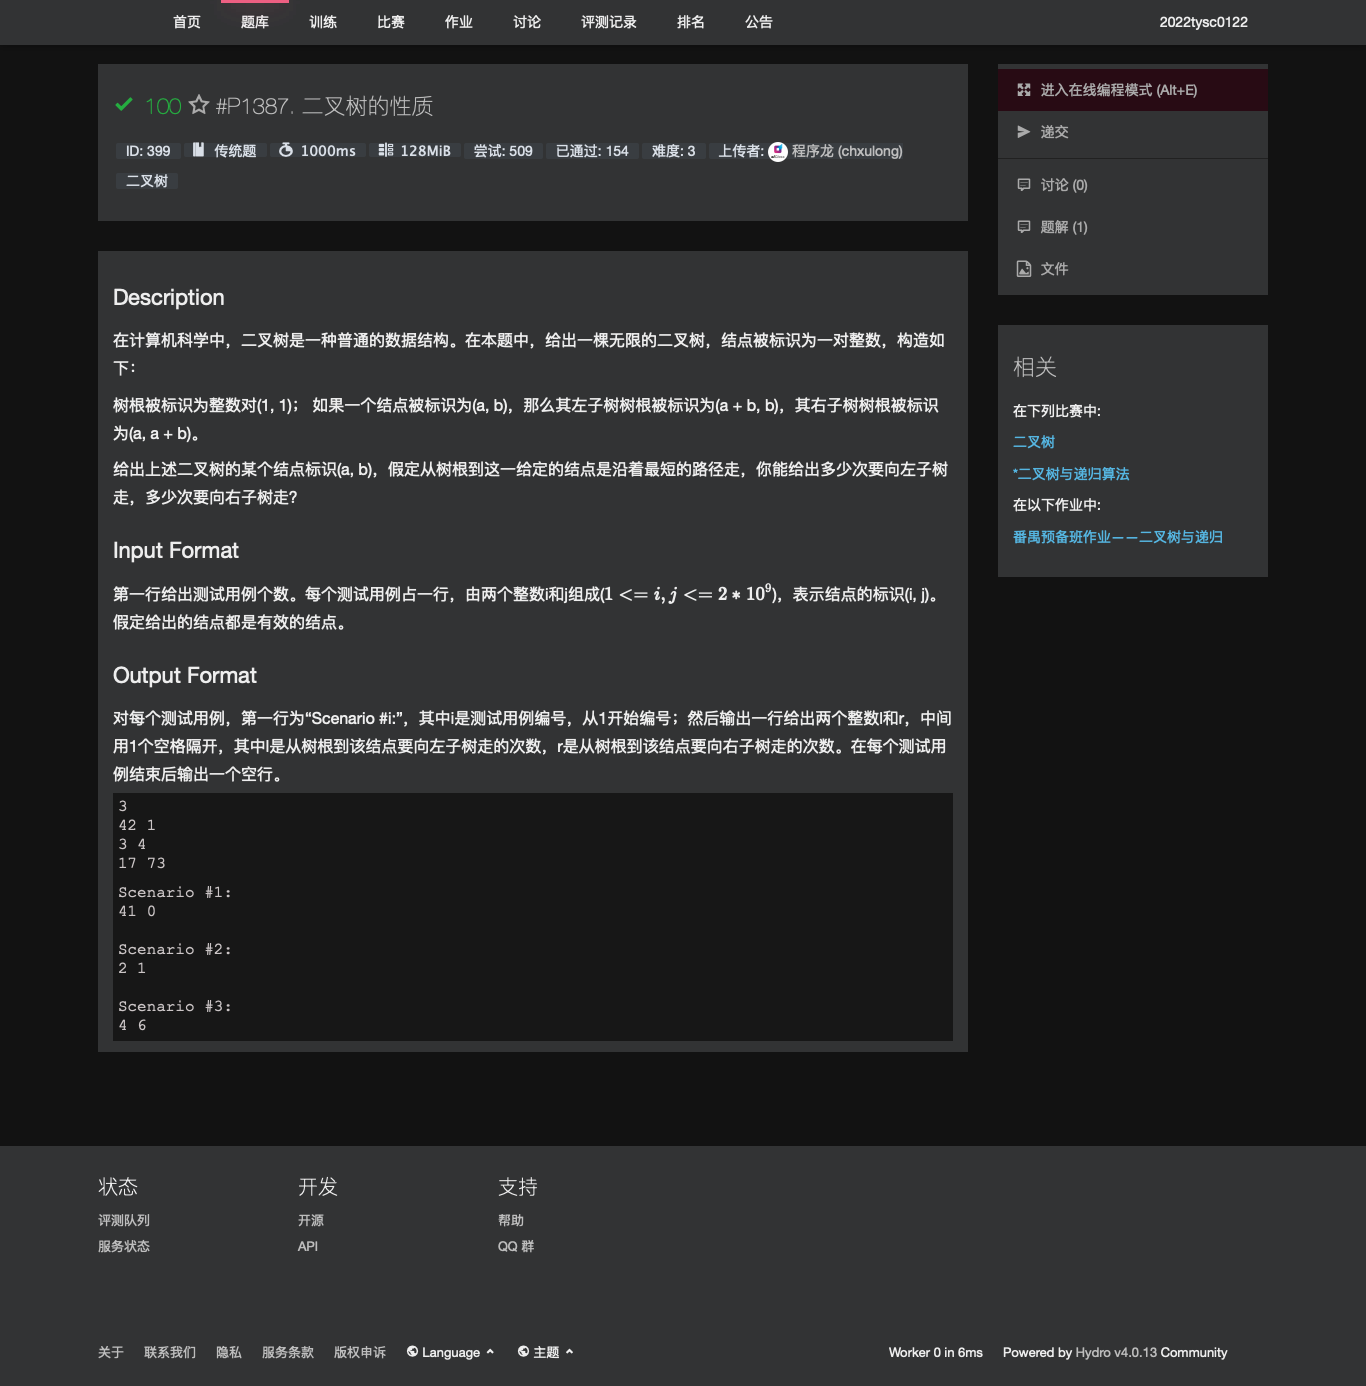 首页 题库 训练 比赛 作业 讨论 评测记录 排名 公告 2022tysc0122
100 #P1387. 二叉树的性质
ID: 399 传统题 1000ms 128MiB 尝试: 509 已通过: 154 难度: 3 上传者: 程序龙 (chxulong)
二叉树
Description
在计算机科学中，二叉树是一种普通的数据结构。在本题中，给出一棵无限的二叉树，结点被标识为一对整数，构造如
下：
树根被标识为整数对(1, 1)； 如果一个结点被标识为(a, b)，那么其左子树树根被标识为(a + b, b)，其右子树树根被标识
为(a, a + b)。
给出上述二叉树的某个结点标识(a, b)，假定从树根到这一给定的结点是沿着最短的路径走，你能给出多少次要向左子树
走，多少次要向右子树走?
Input Format
第一行给出测试用例个数。每个测试用例占一行，由两个整数i和j组成(1 <= i, j <= 2 * 10^9)，表示结点的标识(i, j)。
假定给出的结点都是有效的结点。
Output Format
对每个测试用例，第一行为“Scenario #i:”，其中i是测试用例编号，从1开始编号；然后输出一行给出两个整数l和r，中间
用1个空格隔开，其中l是从树根到该结点要向左子树走的次数，r是从树根到该结点要向右子树走的次数。在每个测试用
例结束后输出一个空行。
3
42 1
3 4
17 73
Scenario #1:
41 0
Scenario #2:
2 1
Scenario #3:
4 6
进入在线编程模式 (Alt+E)
递交
讨论 (0)
题解 (1)
文件
相关
在下列比赛中:
二叉树
*二叉树与递归算法
在以下作业中:
番禺预备班作业——二叉树与递归
状态 开发 支持
评测队列 开源 帮助
服务状态 API QQ 群
关于 联系我们 隐私 服务条款 版权申诉 Language 主题 Worker 0 in 6ms Powered by Hydro v4.0.13 Community